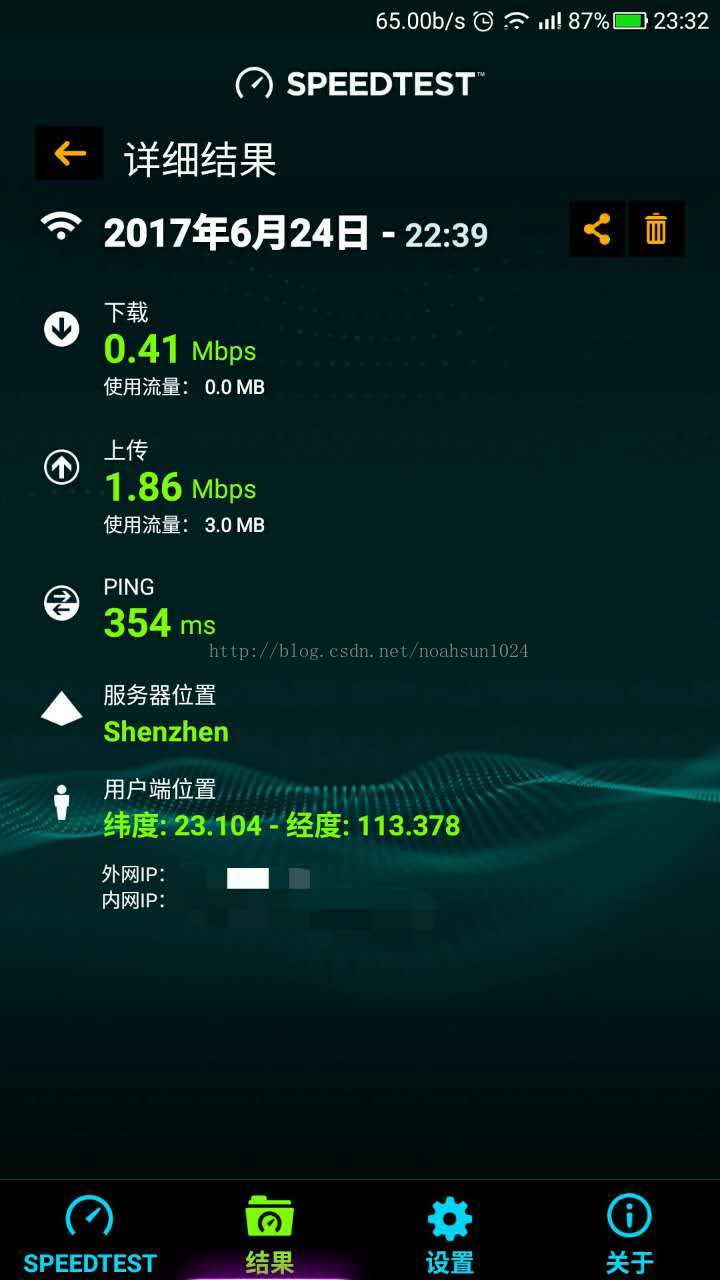 65.00b/s 87% 23:32
SPEEDTEST™
详细结果
2017年6月24日 - 22:39
下载
0.41 Mbps
使用流量： 0.0 MB
上传
1.86 Mbps
使用流量： 3.0 MB
PING
354 ms
http://blog.csdn.net/noahsun1024
服务器位置
Shenzhen
用户端位置
纬度: 23.104 - 经度: 113.378
外网IP：
内网IP：
SPEEDTEST 结果 设置 关于